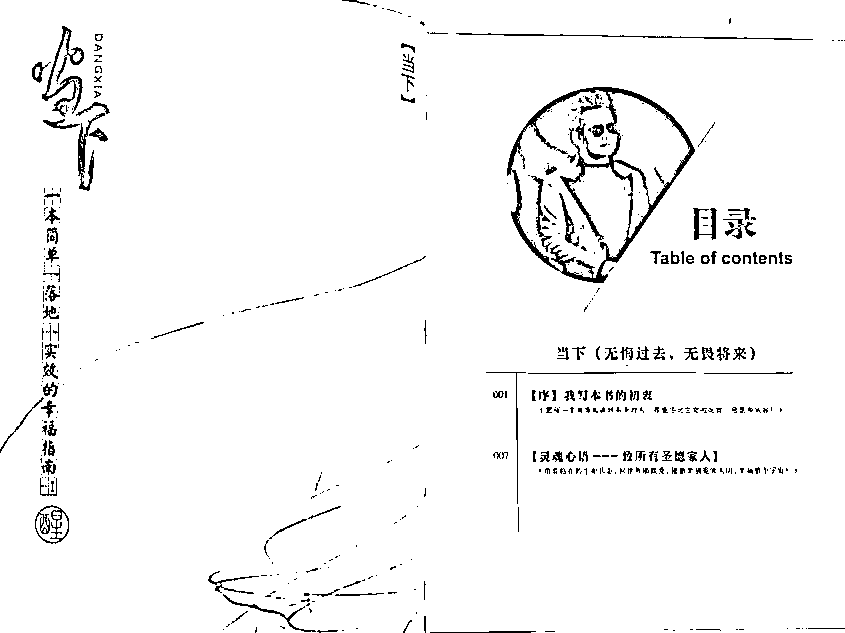 当下
DANGXIA
【一本简单·落地·实效的幸福指南】
醒
【当下】
目录
Table of contents
当下（无悔过去，无畏将来）
001
【序】我写本书的初衷
007
【灵魂心语---致所有圣德家人】